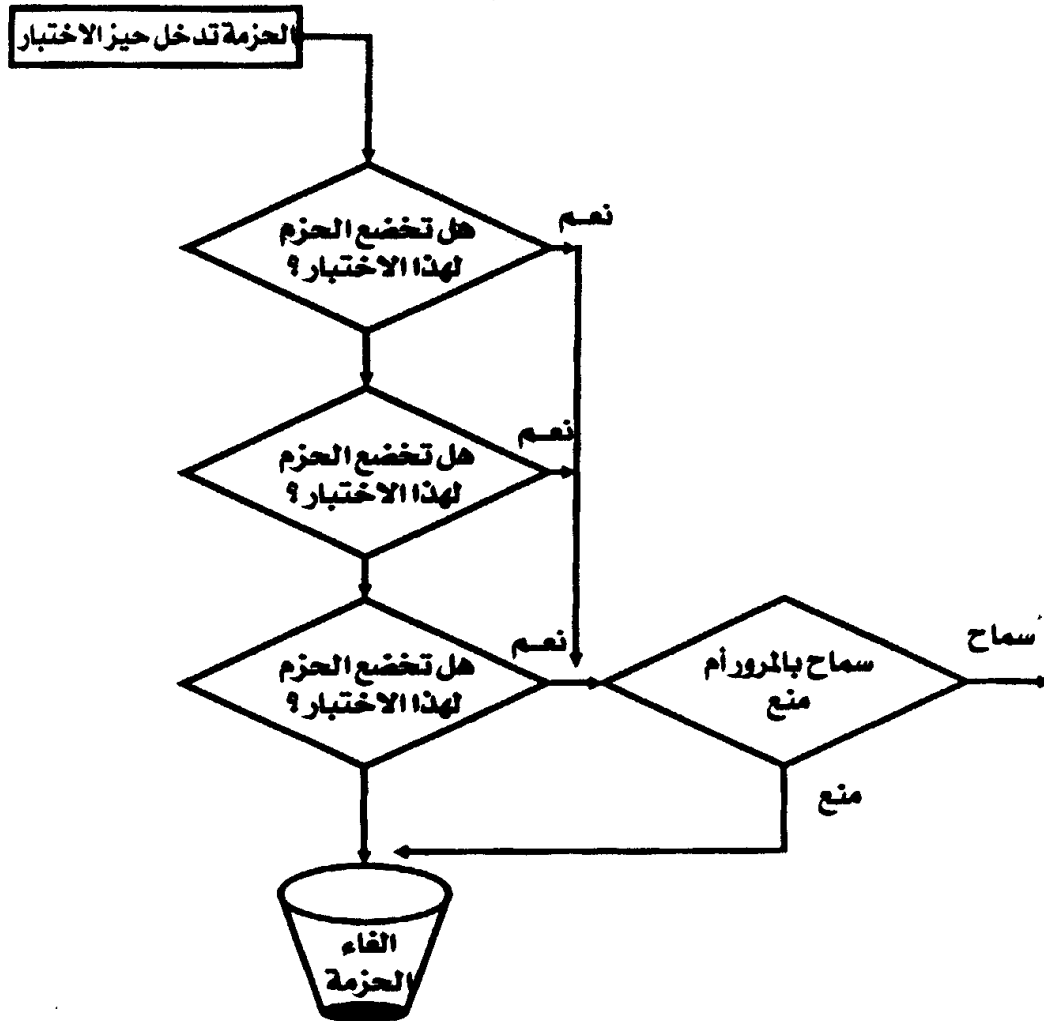 الحزمة تدخل حيز الاختبار
نعم
هل تخضع الحزم
لهذا الاختبار؟
نعم
هل تخضع الحزم
لهذا الاختبار؟
نعم
هل تخضع الحزم
لهذا الاختبار؟
سماح بالمرور أم
منع
سماح
منع
الغاء
الحزمة